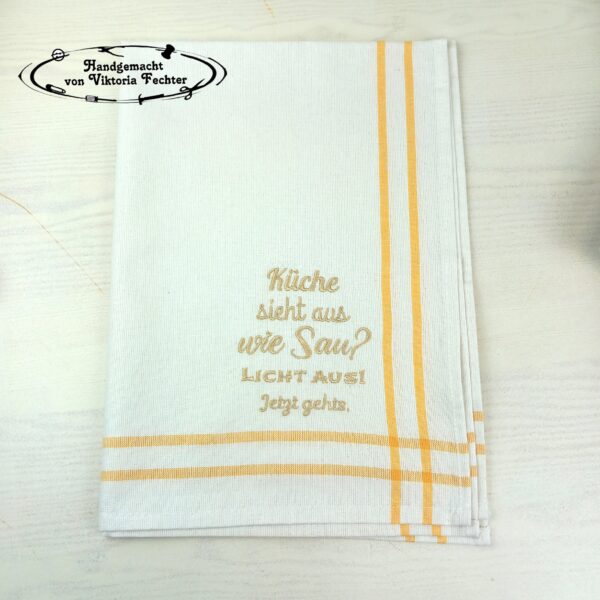 Handgemacht
von Viktoria Fechter
Küche
sieht aus
wie Sau?
LICHT AUS!
Jetzt gehts.